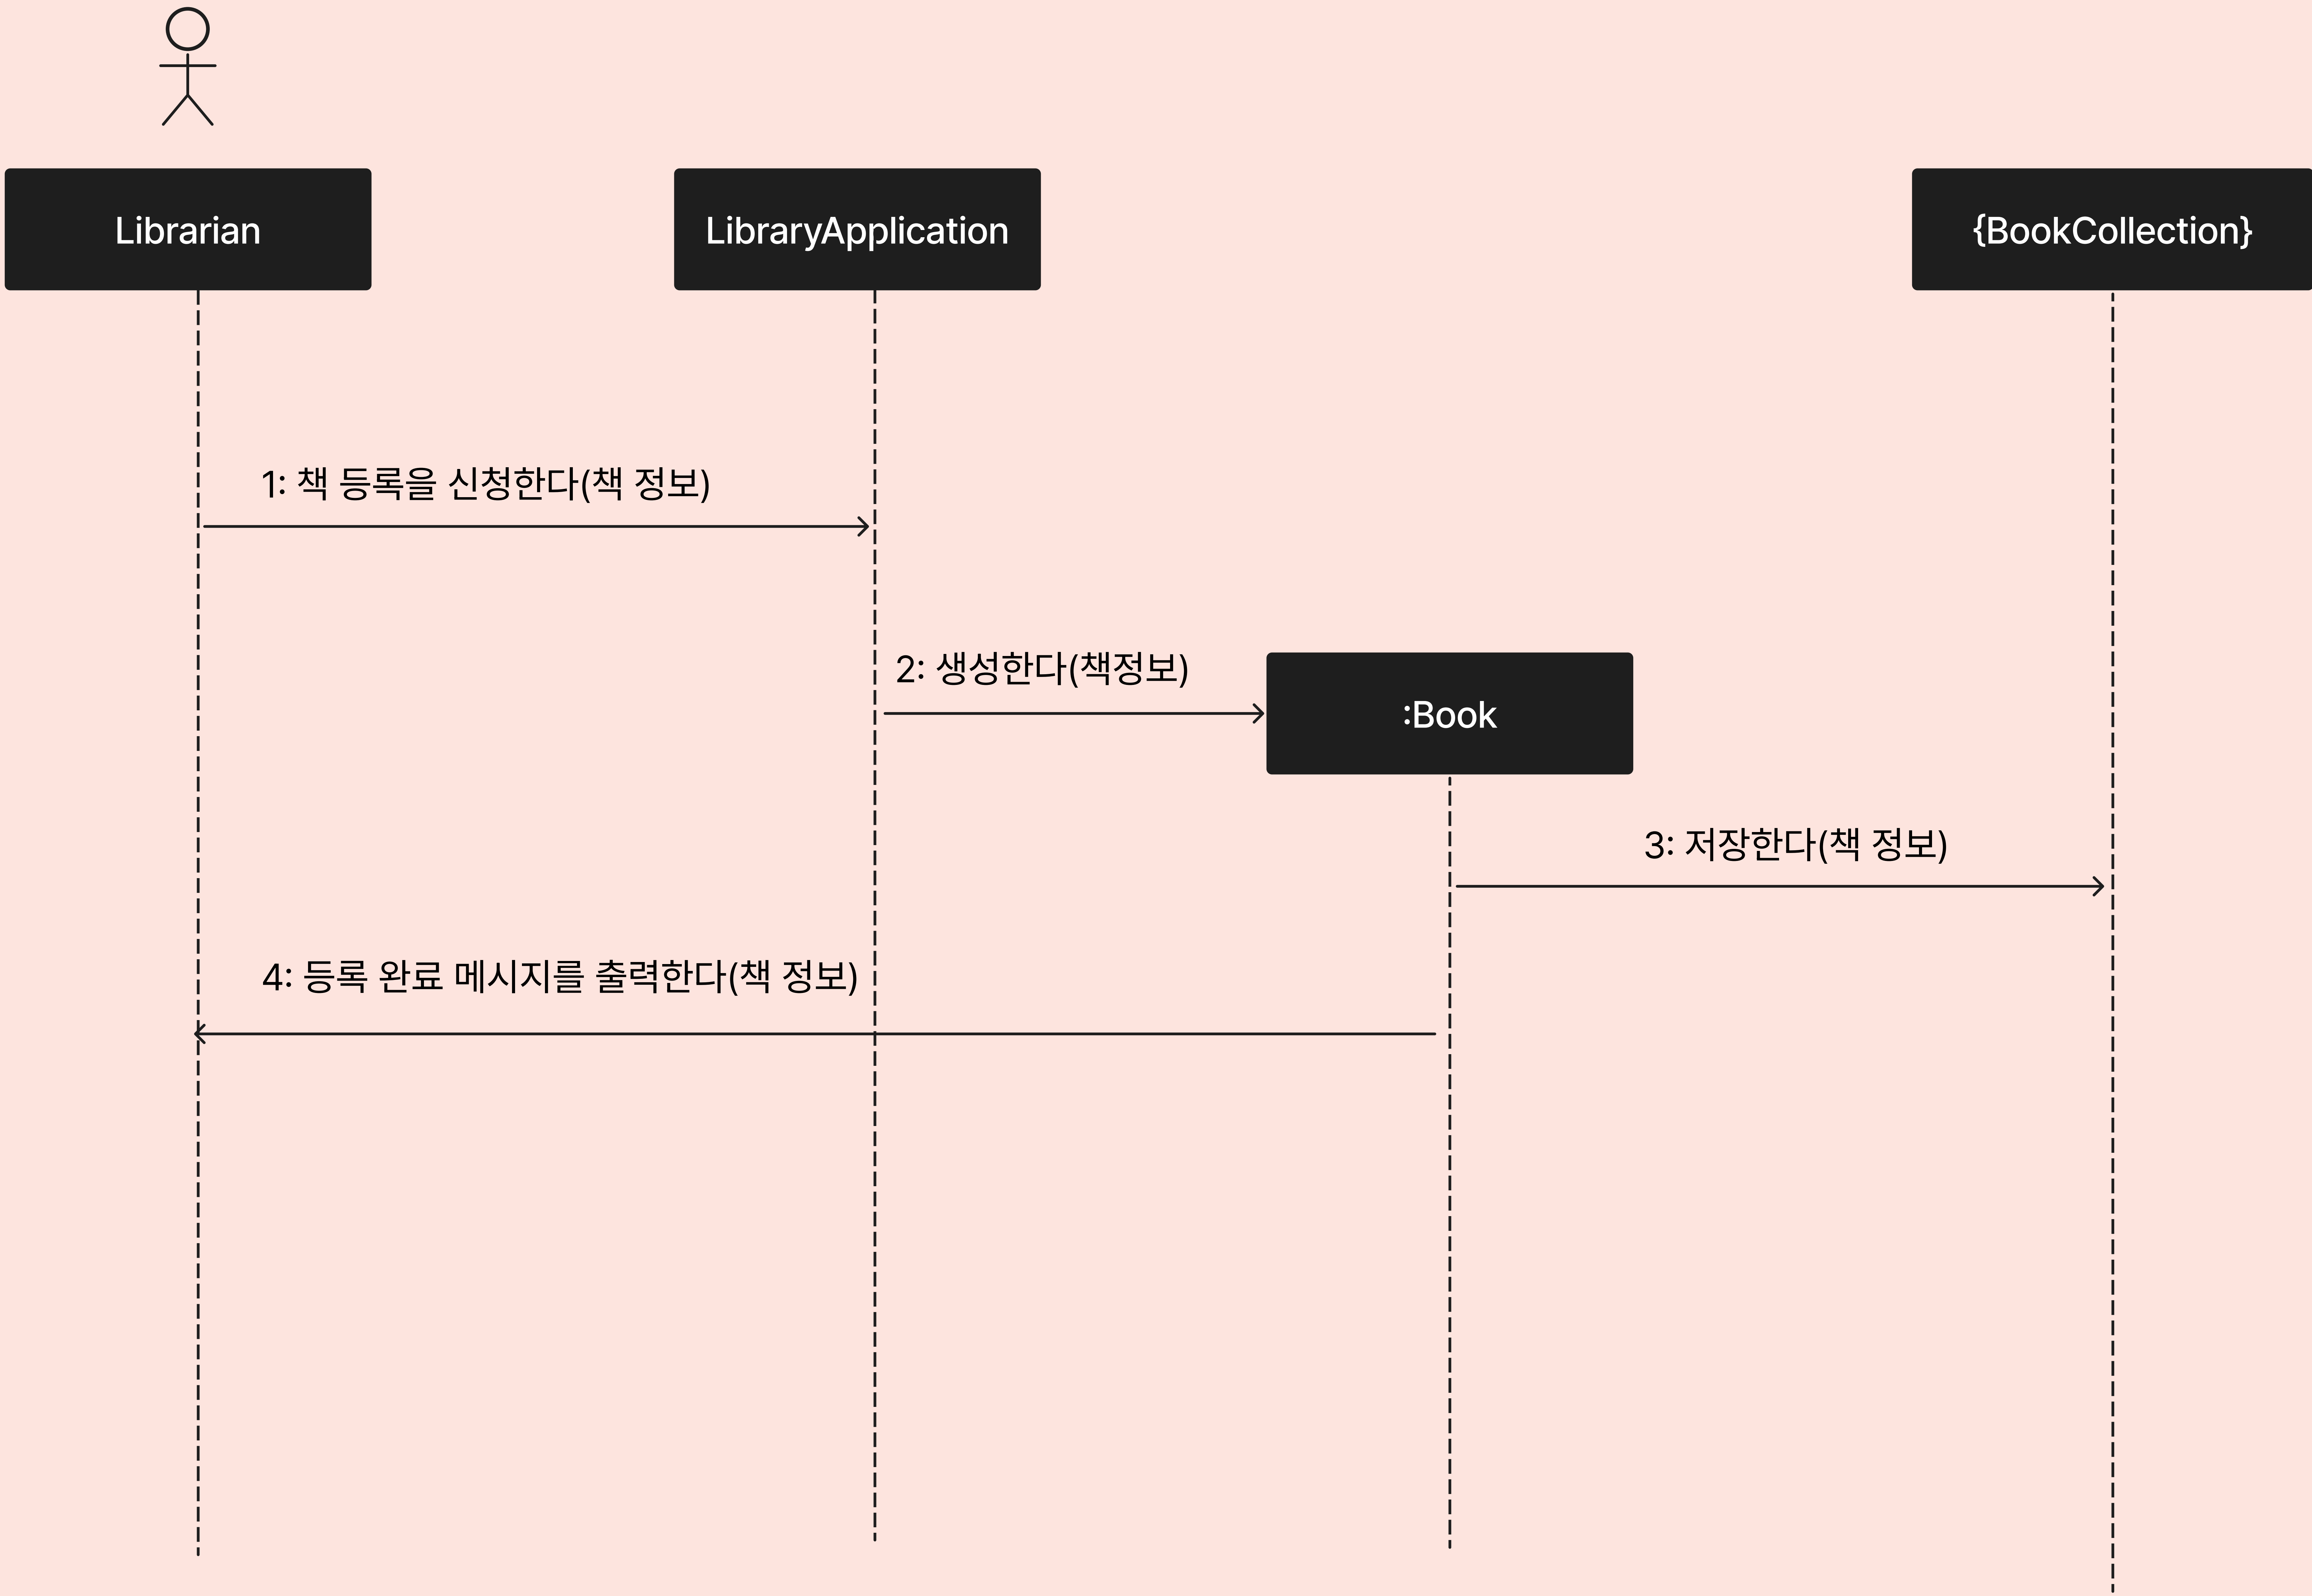 Librarian
LibraryApplication
{BookCollection}
1: 책 등록을 신청한다(책 정보)
2: 생성한다(책정보)
:Book
3: 저장한다(책 정보)
4: 등록 완료 메시지를 출력한다(책 정보)